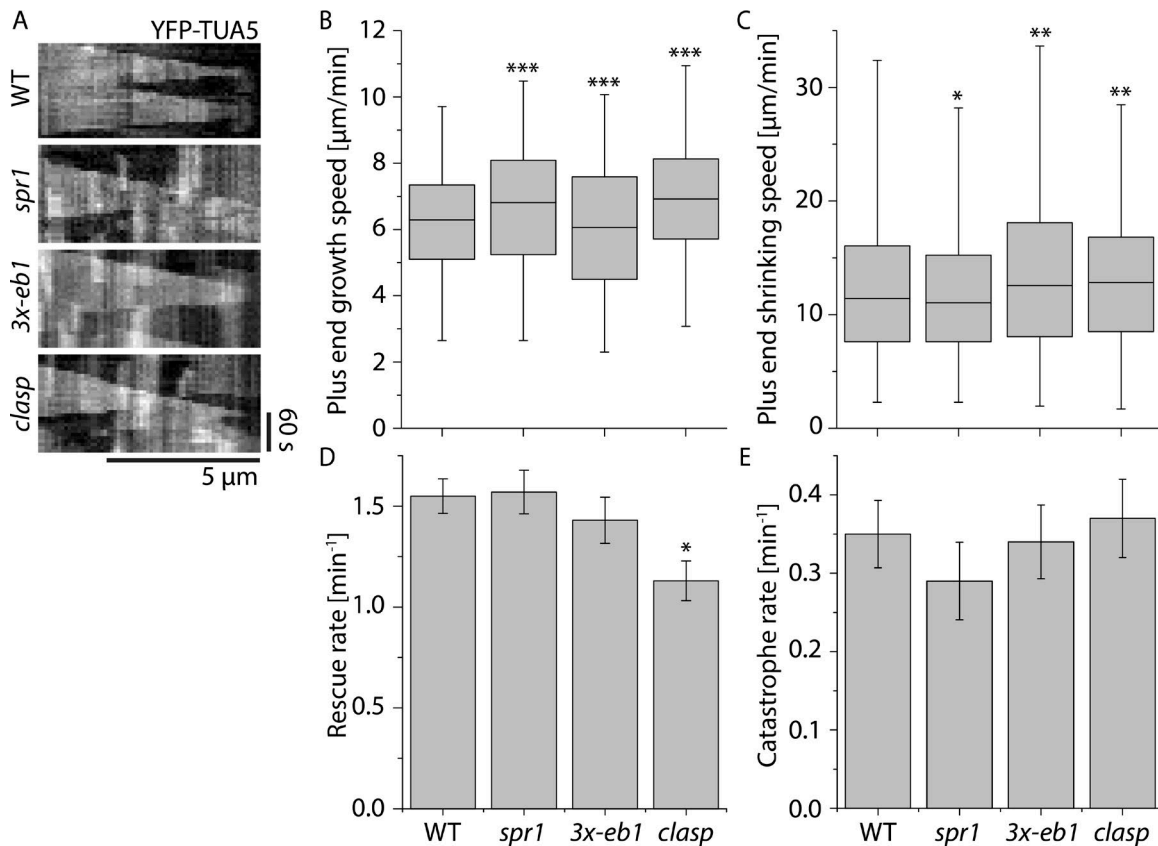 A
YFP-TUA5
WT
spr1
3x-eb1
clasp
60 s
5 µm
B
Plus end growth speed [µm/min]
12
10
8
6
4
2
0
***
***
***
C
Plus end shrinking speed [µm/min]
30
20
10
0
*
**
**
D
Rescue rate [min⁻¹]
1.5
1.0
0.5
0.0
*
WT spr1 3x-eb1 clasp
E
Catastrophe rate [min⁻¹]
0.4
0.3
0.2
0.1
0.0
WT spr1 3x-eb1 clasp